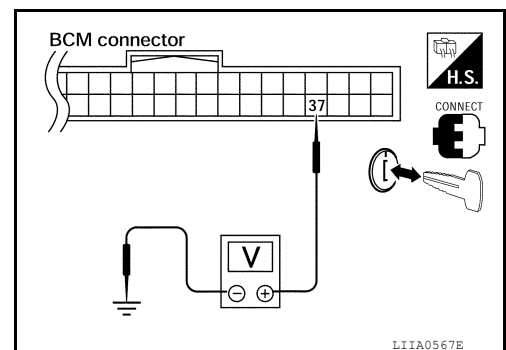 BCM connector
H.S.
CONNECT
37
V
− +
LIIA0567E